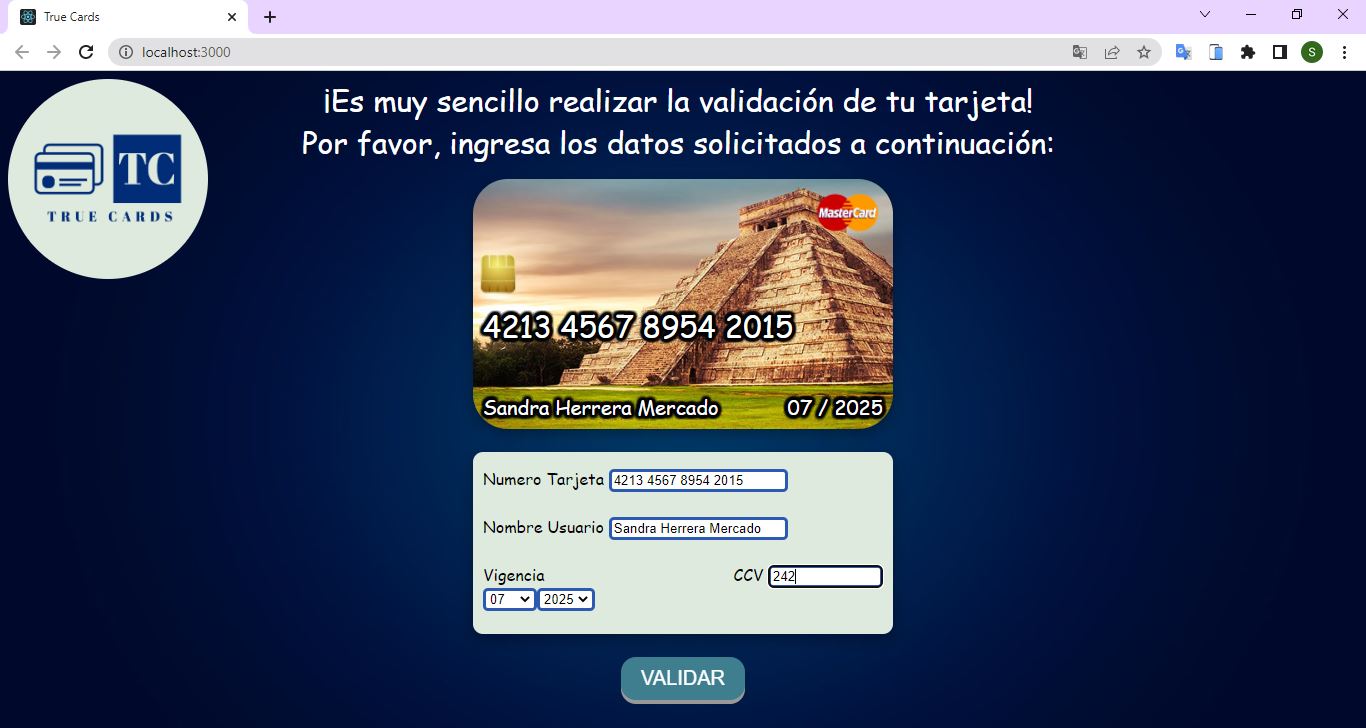 True Cards
localhost:3000
S
¡Es muy sencillo realizar la validación de tu tarjeta!
Por favor, ingresa los datos solicitados a continuación:
TC
TRUE CARDS
MasterCard
4213 4567 8954 2015
Sandra Herrera Mercado 07 / 2025
Numero Tarjeta 4213 4567 8954 2015
Nombre Usuario Sandra Herrera Mercado
Vigencia CCV 242
07 2025
VALIDAR